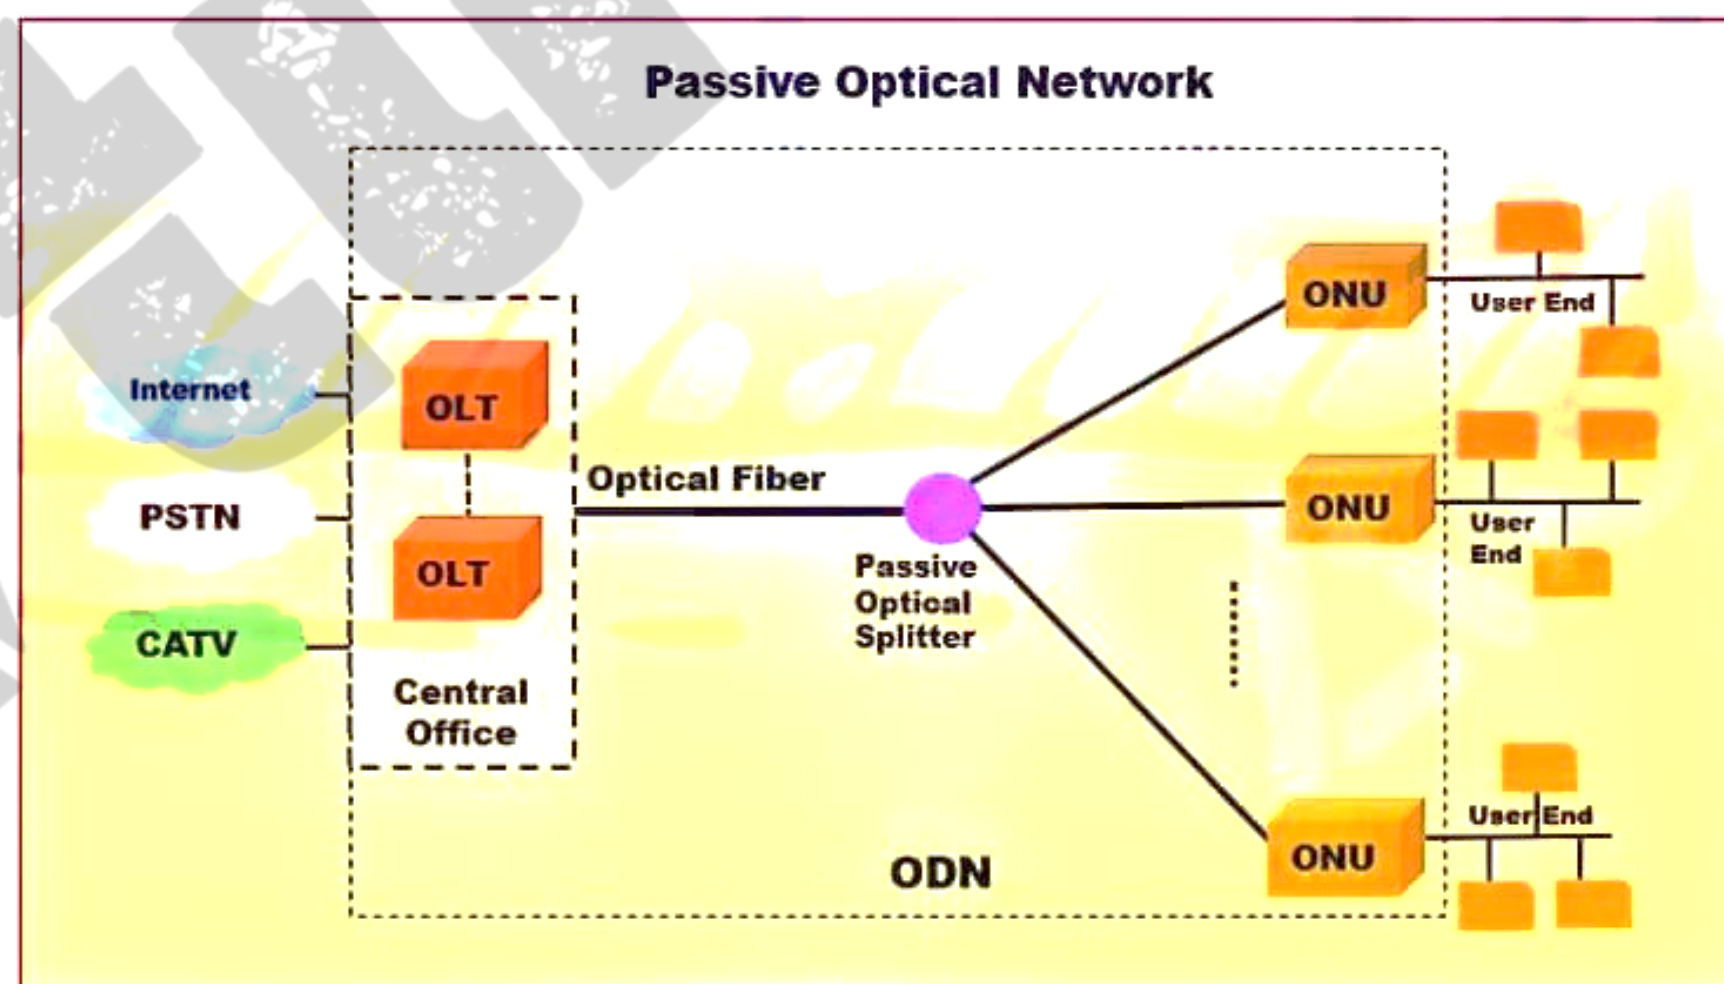 Passive Optical Network
Internet
PSTN
CATV
OLT
OLT
Central
Office
Optical Fiber
Passive
Optical
Splitter
ONU
ONU
ONU
ODN
User End
User
End
User End